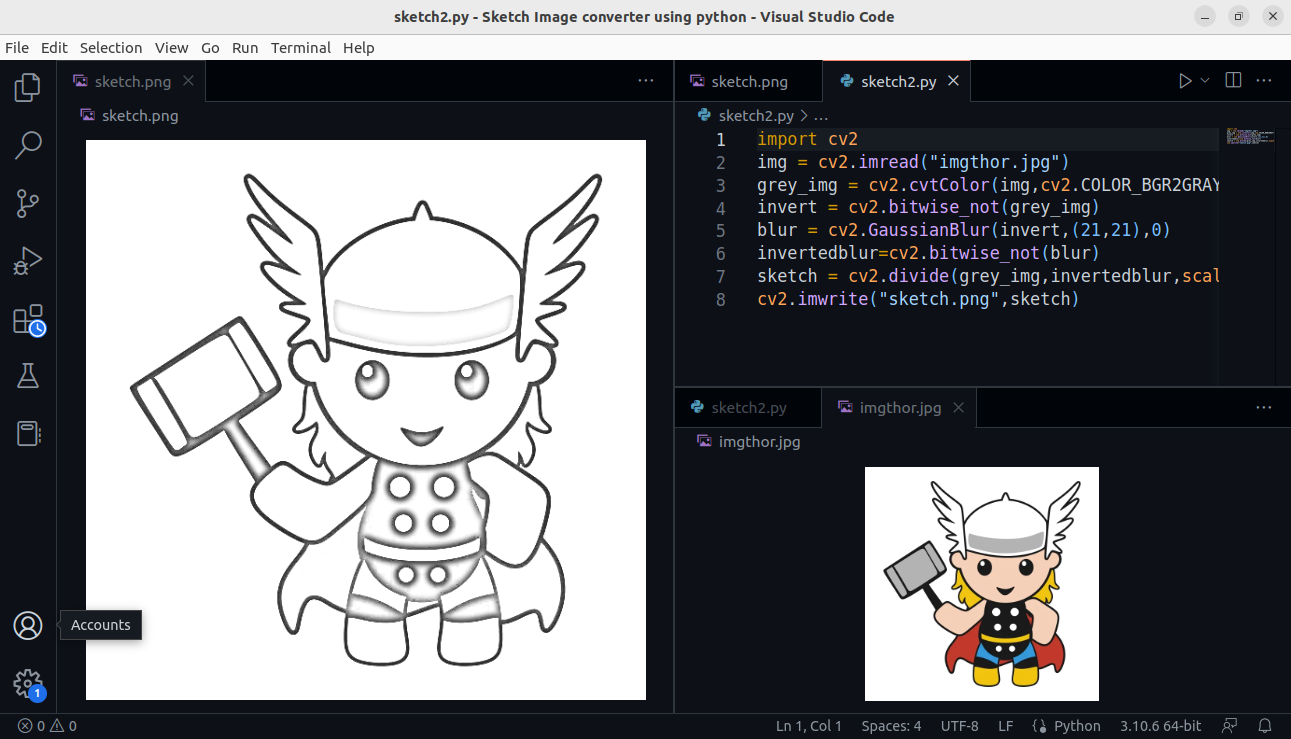 sketch2.py - Sketch Image converter using python - Visual Studio Code
File Edit Selection View Go Run Terminal Help
sketch.png
sketch.png
sketch.png
sketch2.py
sketch2.py > ...
1 import cv2
2 img = cv2.imread("imgthor.jpg")
3 grey_img = cv2.cvtColor(img,cv2.COLOR_BGR2GRAY
4 invert = cv2.bitwise_not(grey_img)
5 blur = cv2.GaussianBlur(invert,(21,21),0)
6 invertedblur=cv2.bitwise_not(blur)
7 sketch = cv2.divide(grey_img,invertedblur,scal
8 cv2.imwrite("sketch.png",sketch)
sketch2.py
imgthor.jpg
imgthor.jpg
Accounts
1
0 0
Ln 1, Col 1 Spaces: 4 UTF-8 LF Python 3.10.6 64-bit